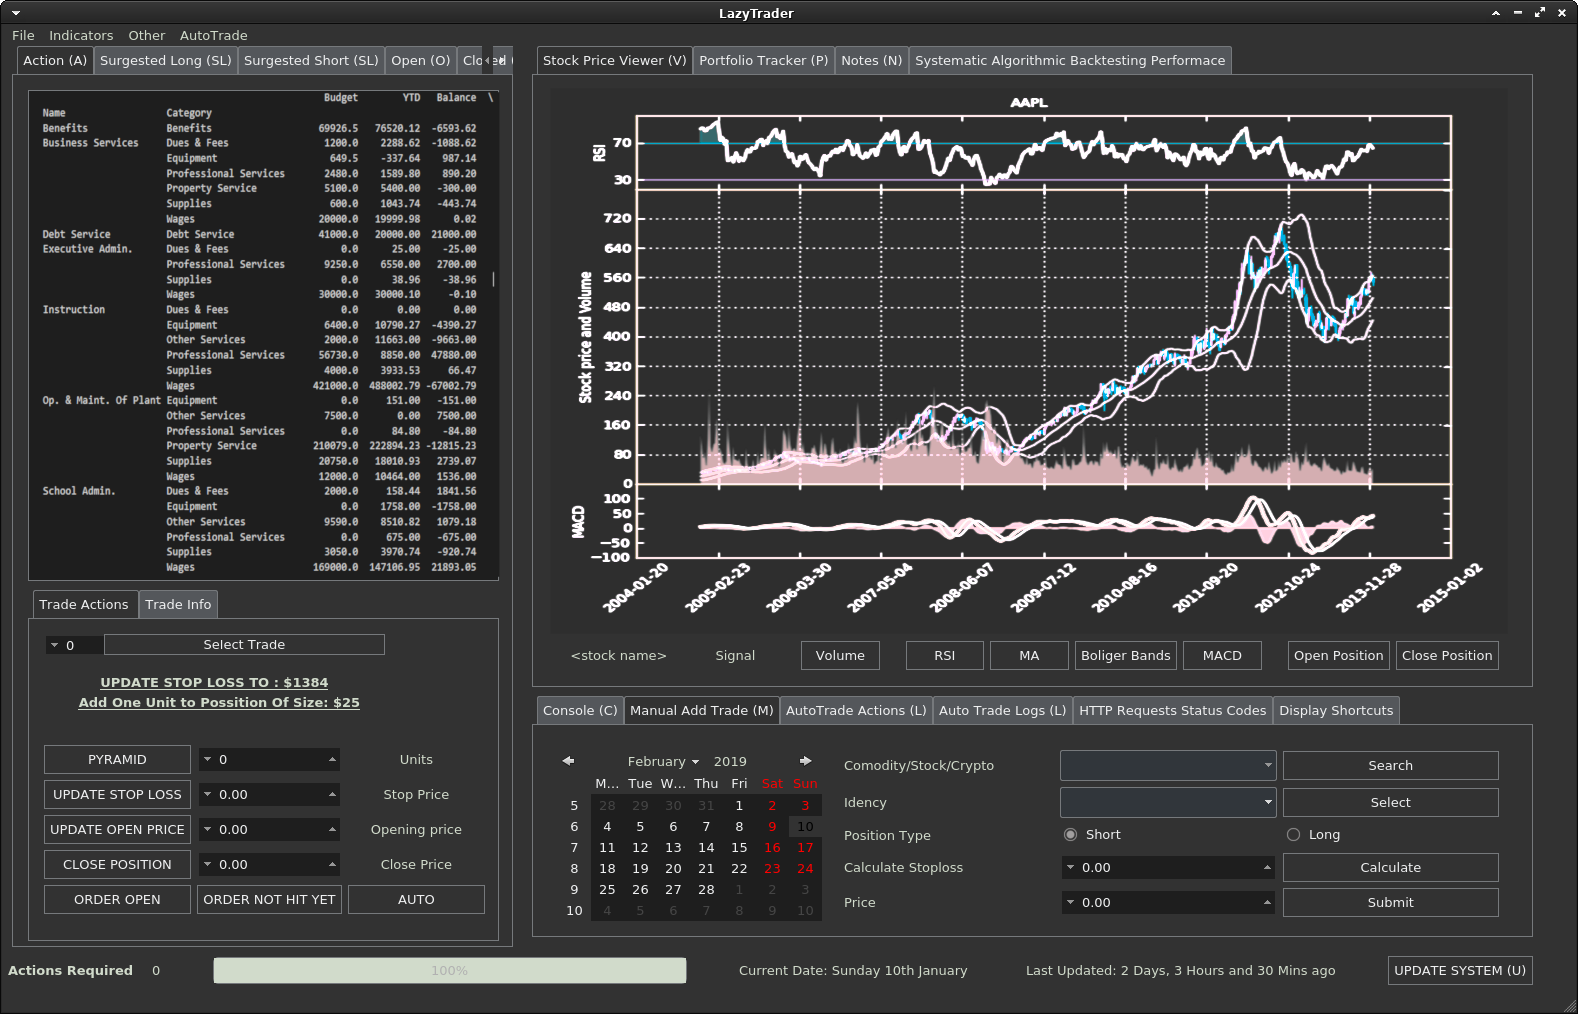 LazyTrader
File Indicators Other AutoTrade
Action (A) Surgested Long (SL) Surgested Short (SL) Open (O)
Budget YTD Balance \
Name Category
Benefits Benefits 69926.5 76520.12 -6593.62
Business Services Dues & Fees 1200.0 2288.62 -1088.62
Equipment 649.5 -337.64 987.14
Professional Services 2480.0 1589.80 890.20
Property Service 5100.0 5400.00 -300.00
Supplies 600.0 1043.74 -443.74
Wages 20000.0 19999.98 0.02
Debt Service Debt Service 41000.0 20000.00 21000.00
Executive Admin. Dues & Fees 0.0 25.00 -25.00
Professional Services 9250.0 6550.00 2700.00
Supplies 0.0 38.96 -38.96
Wages 30000.0 30000.10 -0.10
Instruction Dues & Fees 0.0 0.00 0.00
Equipment 6400.0 10790.27 -4390.27
Other Services 2000.0 11663.00 -9663.00
Professional Services 56730.0 8850.00 47880.00
Supplies 4000.0 3933.53 66.47
Wages 421000.0 488002.79 -67002.79
Op. & Maint. Of Plant Equipment 0.0 151.00 -151.00
Other Services 7500.0 0.00 7500.00
Professional Services 0.0 84.80 -84.80
Property Service 210079.0 222894.23 -12815.23
Supplies 20750.0 18010.93 2739.07
Wages 12000.0 10464.00 1536.00
School Admin. Dues & Fees 2000.0 158.44 1841.56
Equipment 0.0 1758.00 -1758.00
Other Services 9590.0 8510.82 1079.18
Professional Services 0.0 675.00 -675.00
Supplies 3050.0 3970.74 -920.74
Wages 169000.0 147106.95 21893.05
Trade Actions Trade Info
0 Select Trade
UPDATE STOP LOSS TO : $1384
Add One Unit to Possition Of Size: $25
PYRAMID 0 Units
UPDATE STOP LOSS 0.00 Stop Price
UPDATE OPEN PRICE 0.00 Opening price
CLOSE POSITION 0.00 Close Price
ORDER OPEN ORDER NOT HIT YET AUTO
Stock Price Viewer (V) Portfolio Tracker (P) Notes (N) Systematic Algorithmic Backtesting Performace
AAPL
RSI
70
30
Stock price and Volume
720
640
560
480
400
320
240
160
80
0
MACD
100
50
0
−50
−100
2004-01-20 2005-02-23 2006-03-30 2007-05-04 2008-06-07 2009-07-12 2010-08-16 2011-09-20 2012-10-24 2013-11-28 2015-01-02
<stock name> Signal Volume RSI MA Boliger Bands MACD Open Position Close Position
Console (C) Manual Add Trade (M) AutoTrade Actions (L) Auto Trade Logs (L) HTTP Requests Status Codes Display Shortcuts
February 2019
M... Tue W... Thu Fri Sat Sun
5 28 29 30 31 1 2 3
6 4 5 6 7 8 9 10
7 11 12 13 14 15 16 17
8 18 19 20 21 22 23 24
9 25 26 27 28 1 2 3
10 4 5 6 7 8 9 10
Comodity/Stock/Crypto Search
Idency Select
Position Type Short Long
Calculate Stoploss 0.00 Calculate
Price 0.00 Submit
Actions Required 0 100% Current Date: Sunday 10th January Last Updated: 2 Days, 3 Hours and 30 Mins ago UPDATE SYSTEM (U)